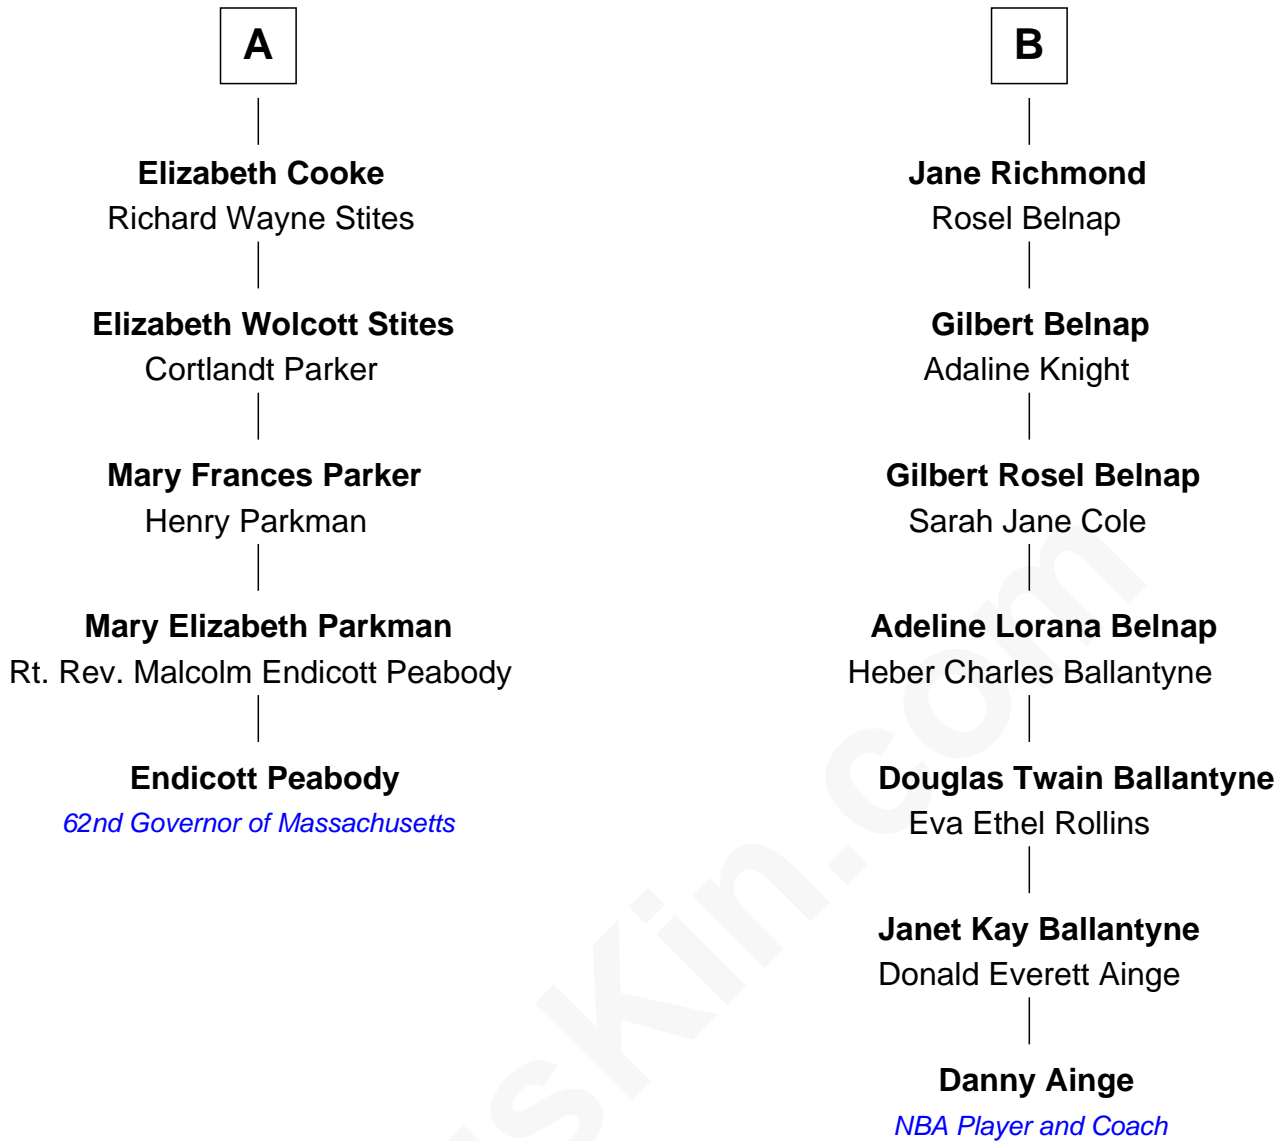 A
Elizabeth Cooke
Richard Wayne Stites
Elizabeth Wolcott Stites
Cortlandt Parker
Mary Frances Parker
Henry Parkman
Mary Elizabeth Parkman
Rt. Rev. Malcolm Endicott Peabody
Endicott Peabody
62nd Governor of Massachusetts
B
Jane Richmond
Rosel Belnap
Gilbert Belnap
Adaline Knight
Gilbert Rosel Belnap
Sarah Jane Cole
Adeline Lorana Belnap
Heber Charles Ballantyne
Douglas Twain Ballantyne
Eva Ethel Rollins
Janet Kay Ballantyne
Donald Everett Ainge
Danny Ainge
NBA Player and Coach
sKin.com